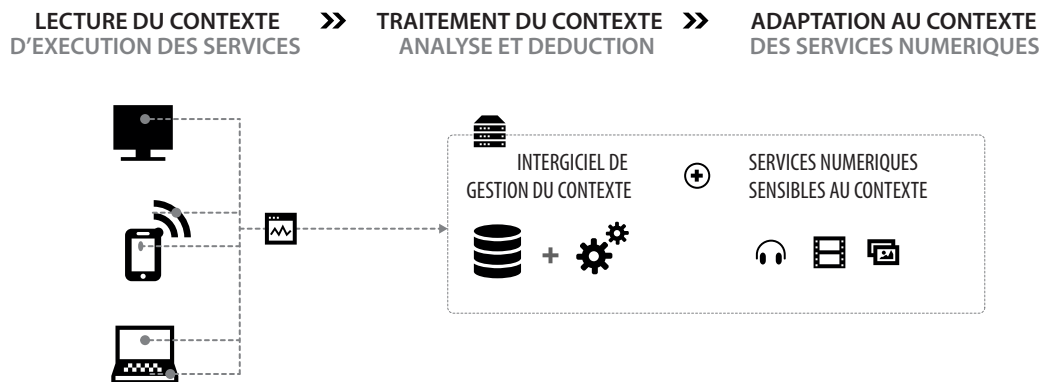 LECTURE DU CONTEXTE
D'EXECUTION DES SERVICES
»
TRAITEMENT DU CONTEXTE
ANALYSE ET DEDUCTION
»
ADAPTATION AU CONTEXTE
DES SERVICES NUMERIQUES
INTERGICIEL DE
GESTION DU CONTEXTE
+
SERVICES NUMERIQUES
SENSIBLES AU CONTEXTE
+